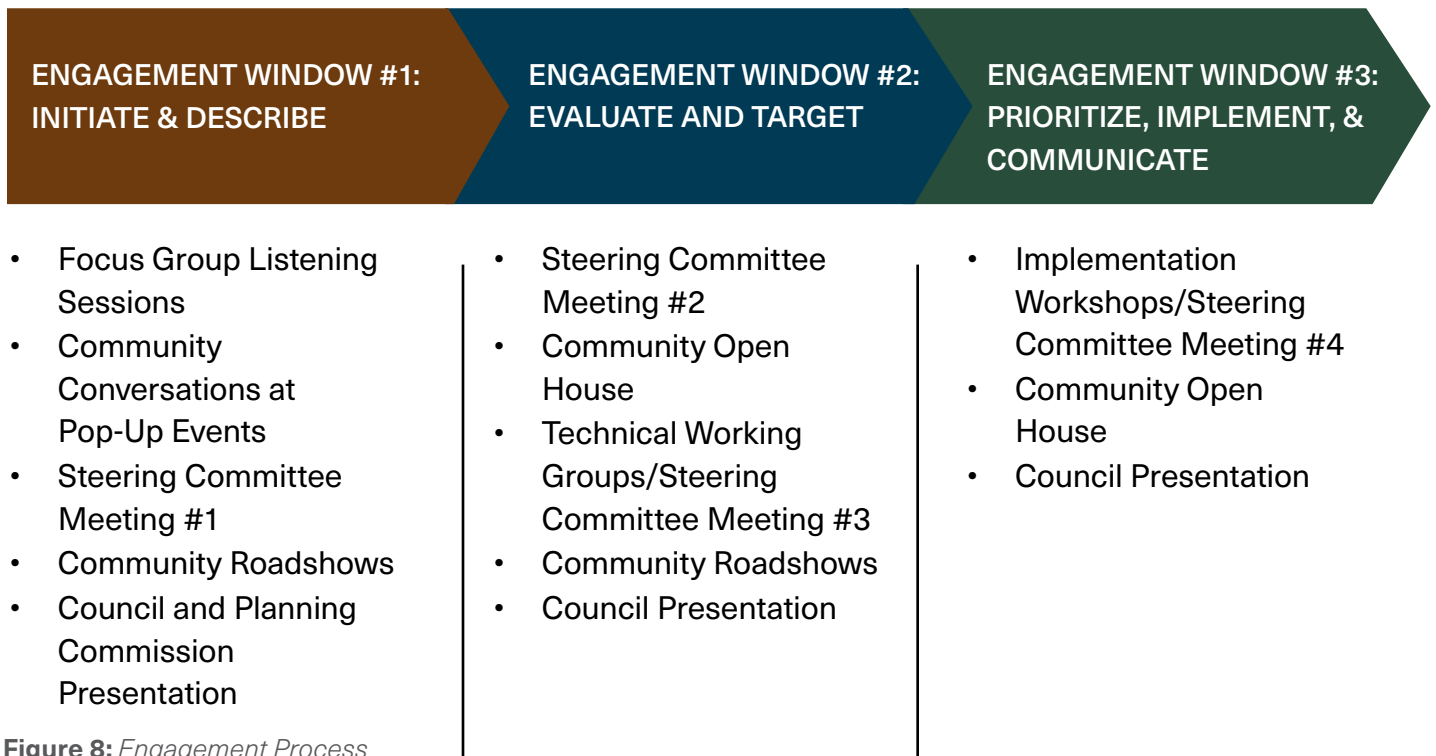 ENGAGEMENT WINDOW #1:
INITIATE & DESCRIBE
ENGAGEMENT WINDOW #2:
EVALUATE AND TARGET
ENGAGEMENT WINDOW #3:
PRIORITIZE, IMPLEMENT, &
COMMUNICATE
• Focus Group Listening
Sessions
• Community
Conversations at
Pop-Up Events
• Steering Committee
Meeting #1
• Community Roadshows
• Council and Planning
Commission
Presentation
• Steering Committee
Meeting #2
• Community Open
House
• Technical Working
Groups/Steering
Committee Meeting #3
• Community Roadshows
• Council Presentation
• Implementation
Workshops/Steering
Committee Meeting #4
• Community Open
House
• Council Presentation
Figure 8: Engagement Process